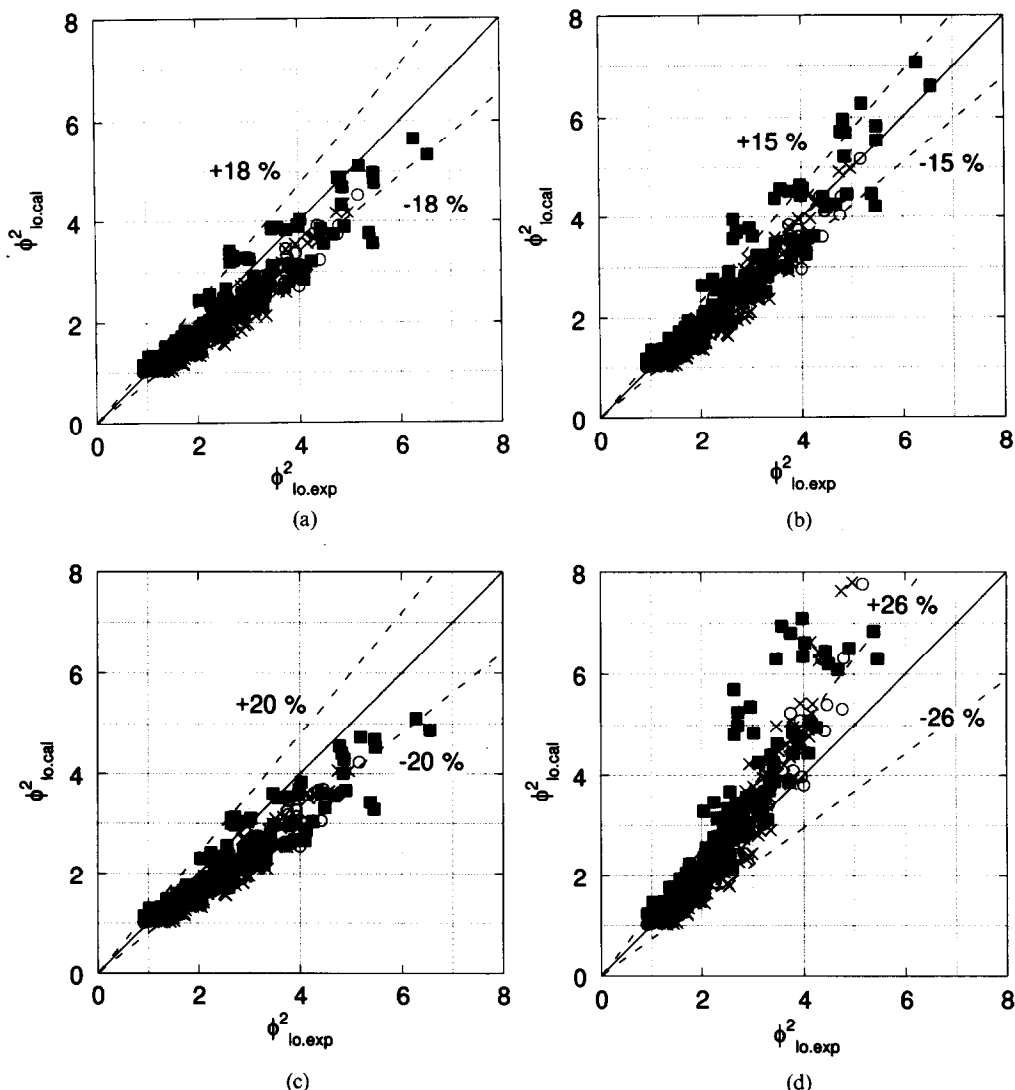 8
6
4
2
0
ϕ²lo.cal
+18 %
-18 %
0 2 4 6 8
ϕ²lo.exp
(a)
8
6
4
2
0
ϕ²lo.cal
+15 %
-15 %
0 2 4 6 8
ϕ²lo.exp
(b)
8
6
4
2
0
ϕ²lo.cal
+20 %
-20 %
0 2 4 6 8
ϕ²lo.exp
(c)
8
6
4
2
0
ϕ²lo.cal
+26 %
-26 %
0 2 4 6 8
ϕ²lo.exp
(d)